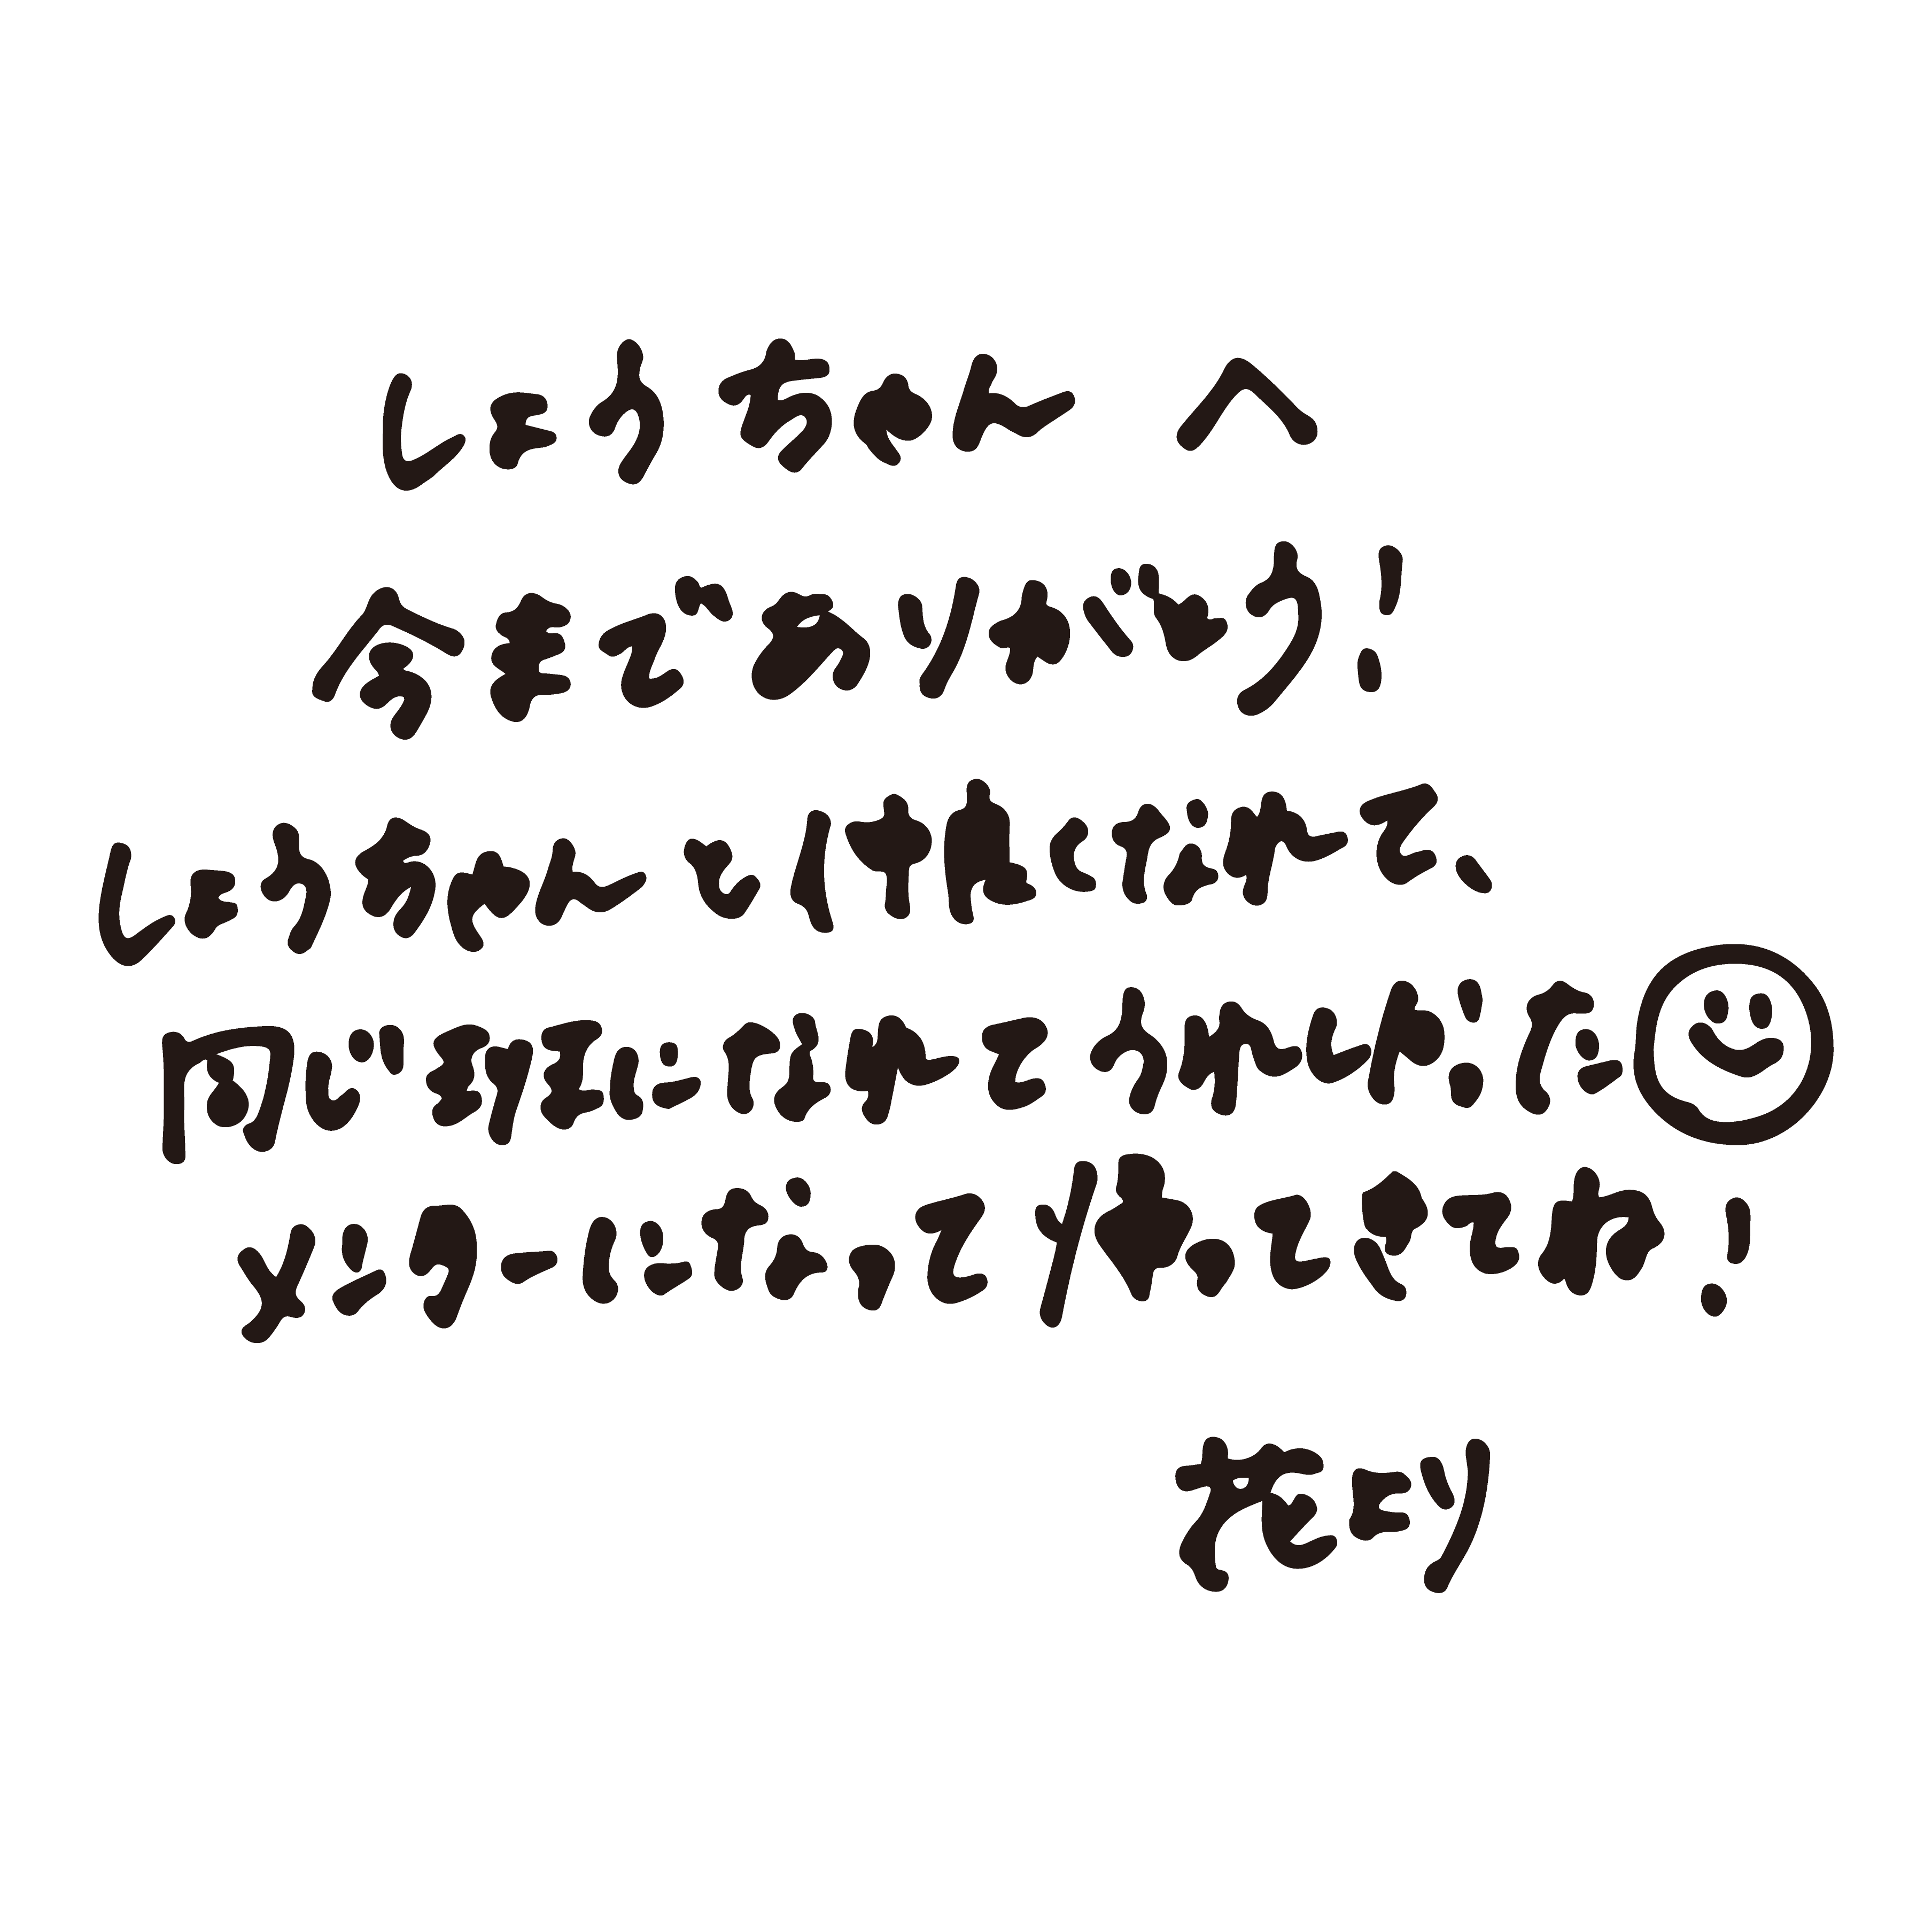 しょうちゃん へ
今まで ありがとう!
しょうちゃんと仲良くなれて、
同じ班になれて うれしかった
メンターになって やってきてね!
花より